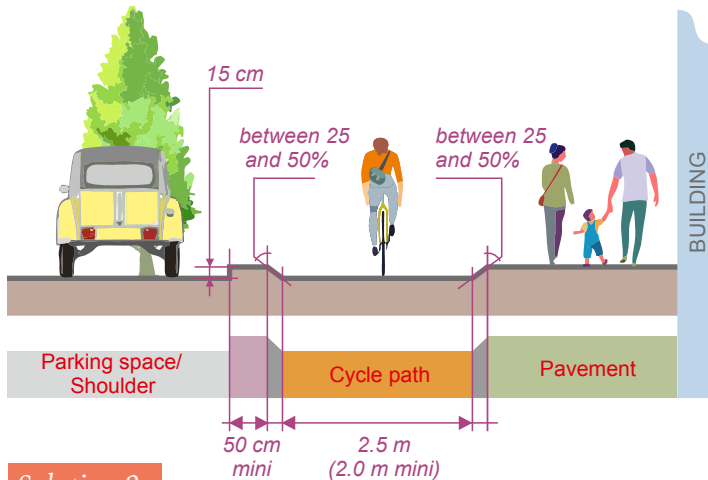 15 cm
between 25
and 50%
between 25
and 50%
BUILDING
Parking space/
Shoulder
Cycle path
Pavement
50 cm
mini
2.5 m
(2.0 m mini)